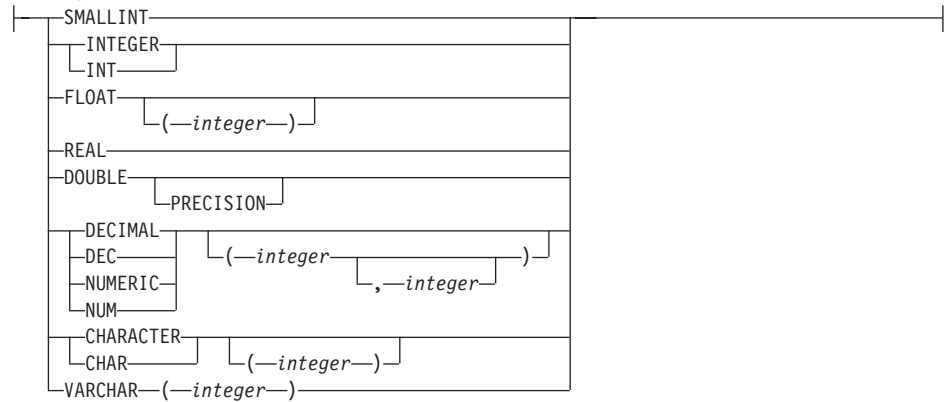 SMALLINT
INTEGER
INT
FLOAT
( integer )
REAL
DOUBLE
PRECISION
DECIMAL
DEC ( integer )
NUMERIC , integer
NUM
CHARACTER
CHAR ( integer )
VARCHAR ( integer )